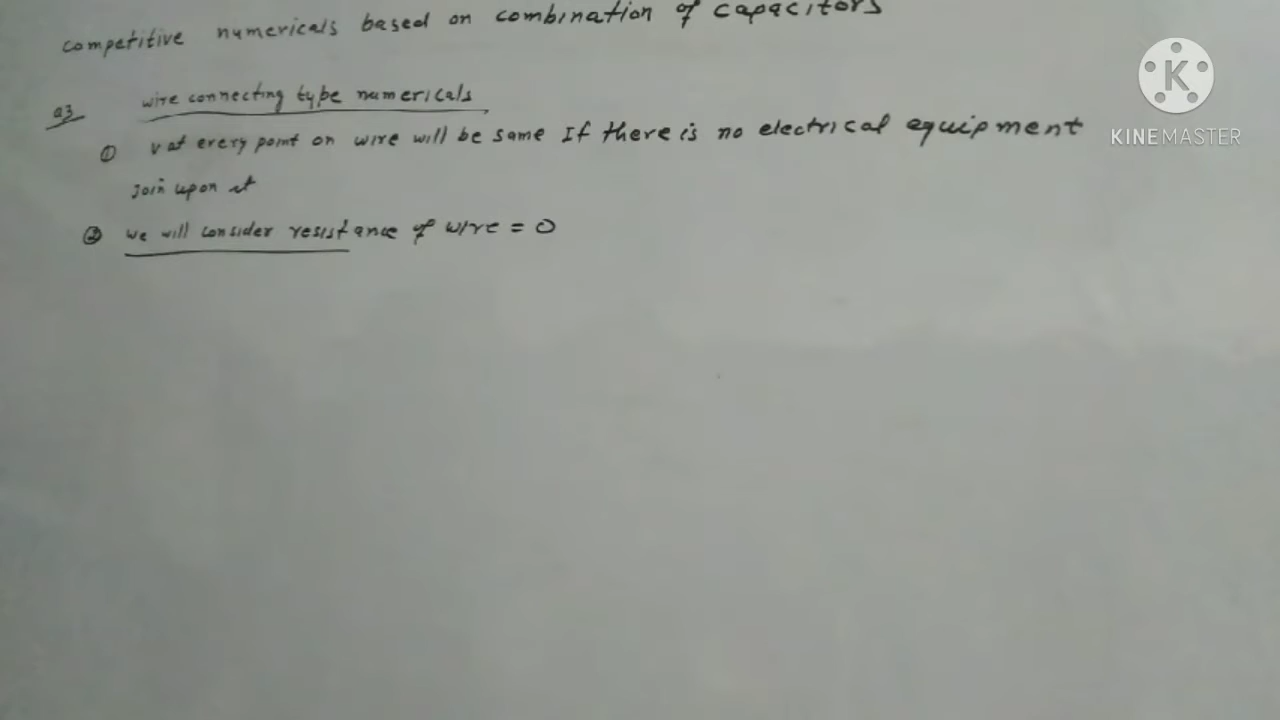 competitive numericals based on combination of capacitors
Q3 wire connecting type numericals
① V at every point on wire will be same If there is no electrical equipment
Join upon it
② we will consider resistance of wire = 0
K
KINEMASTER